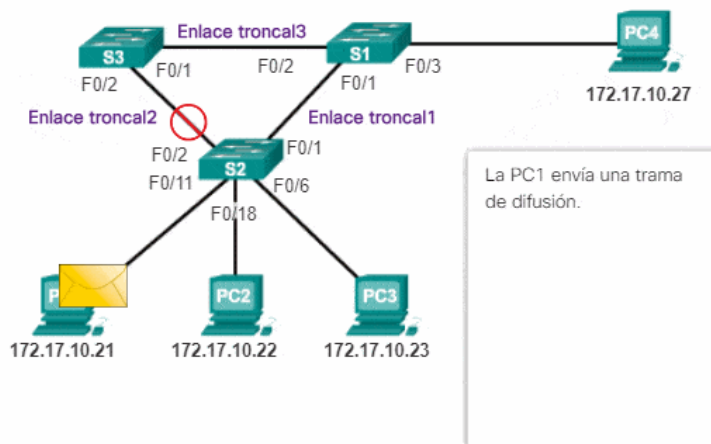 Enlace troncal3
S3
S1
PC4
F0/2
F0/1
F0/2
F0/1
F0/3
172.17.10.27
Enlace troncal2
Enlace troncal1
F0/2
F0/1
S2
F0/11
F0/6
F0/18
La PC1 envía una trama
de difusión.
PC2
PC3
172.17.10.21
172.17.10.22
172.17.10.23